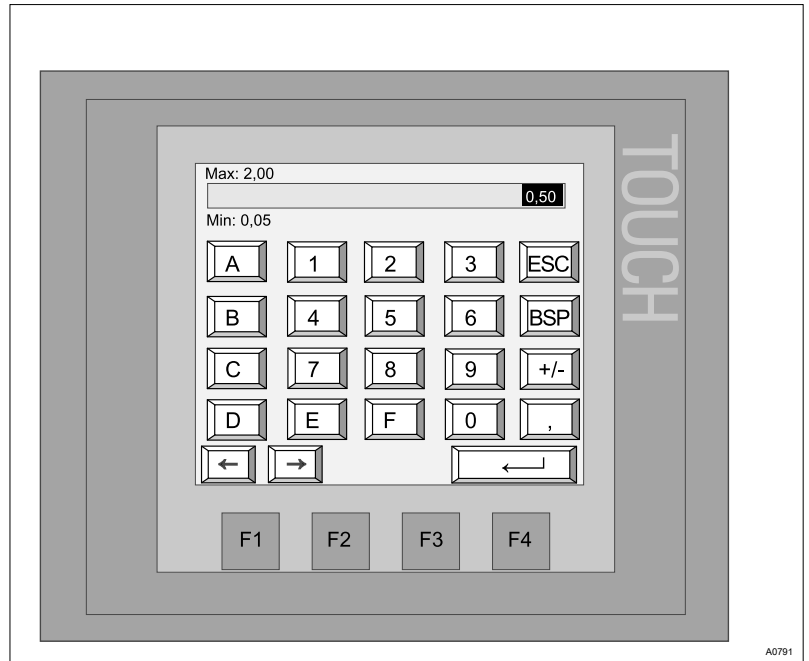 Max: 2,00
0,50
Min: 0,05
A 1 2 3 ESC
B 4 5 6 BSP
C 7 8 9 +/-
D E F 0 ,
← →
F1 F2 F3 F4
TOUCH
A0791